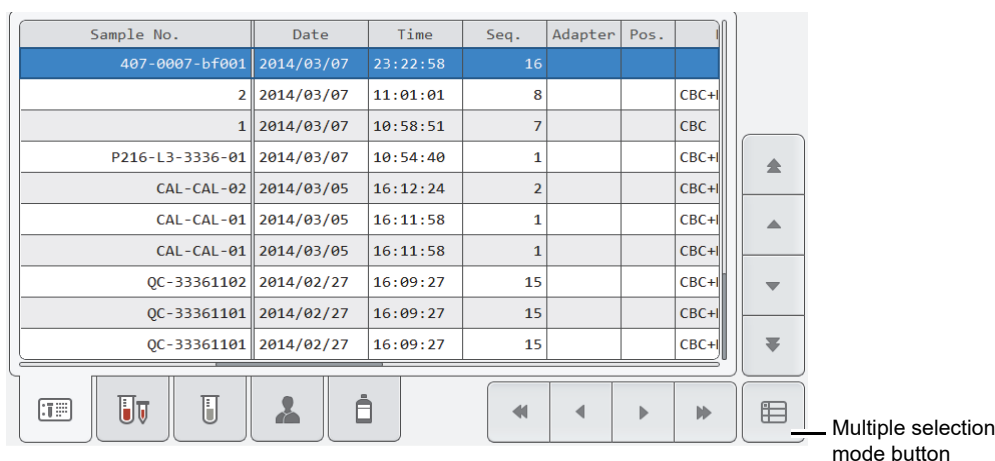 Sample No. Date Time Seq. Adapter Pos.
407-0007-bf001 2014/03/07 23:22:58 16
2 2014/03/07 11:01:01 8 CBC+
1 2014/03/07 10:58:51 7 CBC
P216-L3-3336-01 2014/03/07 10:54:40 1 CBC+
CAL-CAL-02 2014/03/05 16:12:24 2 CBC+
CAL-CAL-01 2014/03/05 16:11:58 1 CBC+
CAL-CAL-01 2014/03/05 16:11:58 1 CBC+
QC-33361102 2014/02/27 16:09:27 15 CBC+
QC-33361101 2014/02/27 16:09:27 15 CBC+
QC-33361101 2014/02/27 16:09:27 15 CBC+
Multiple selection
mode button